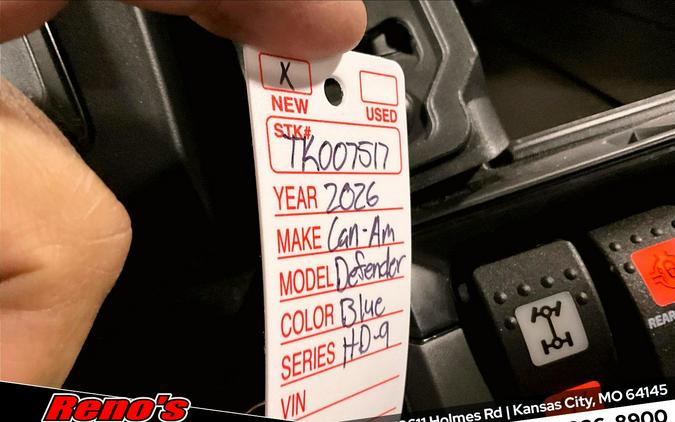 X
NEW USED
STK#
TK007517
YEAR 2026
MAKE Can-Am
MODEL Defender
COLOR Blue
SERIES HD-9
VIN
REAR
Reno's
Holmes Rd | Kansas City, MO 64145
8900